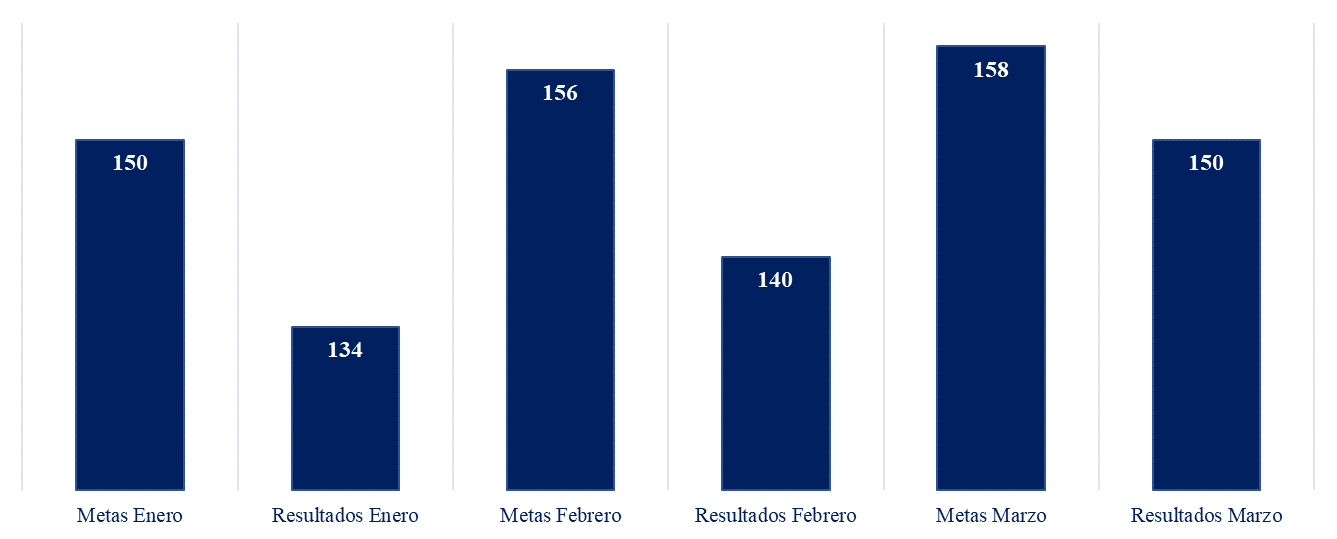 150
134
156
140
158
150
Metas Enero
Resultados Enero
Metas Febrero
Resultados Febrero
Metas Marzo
Resultados Marzo